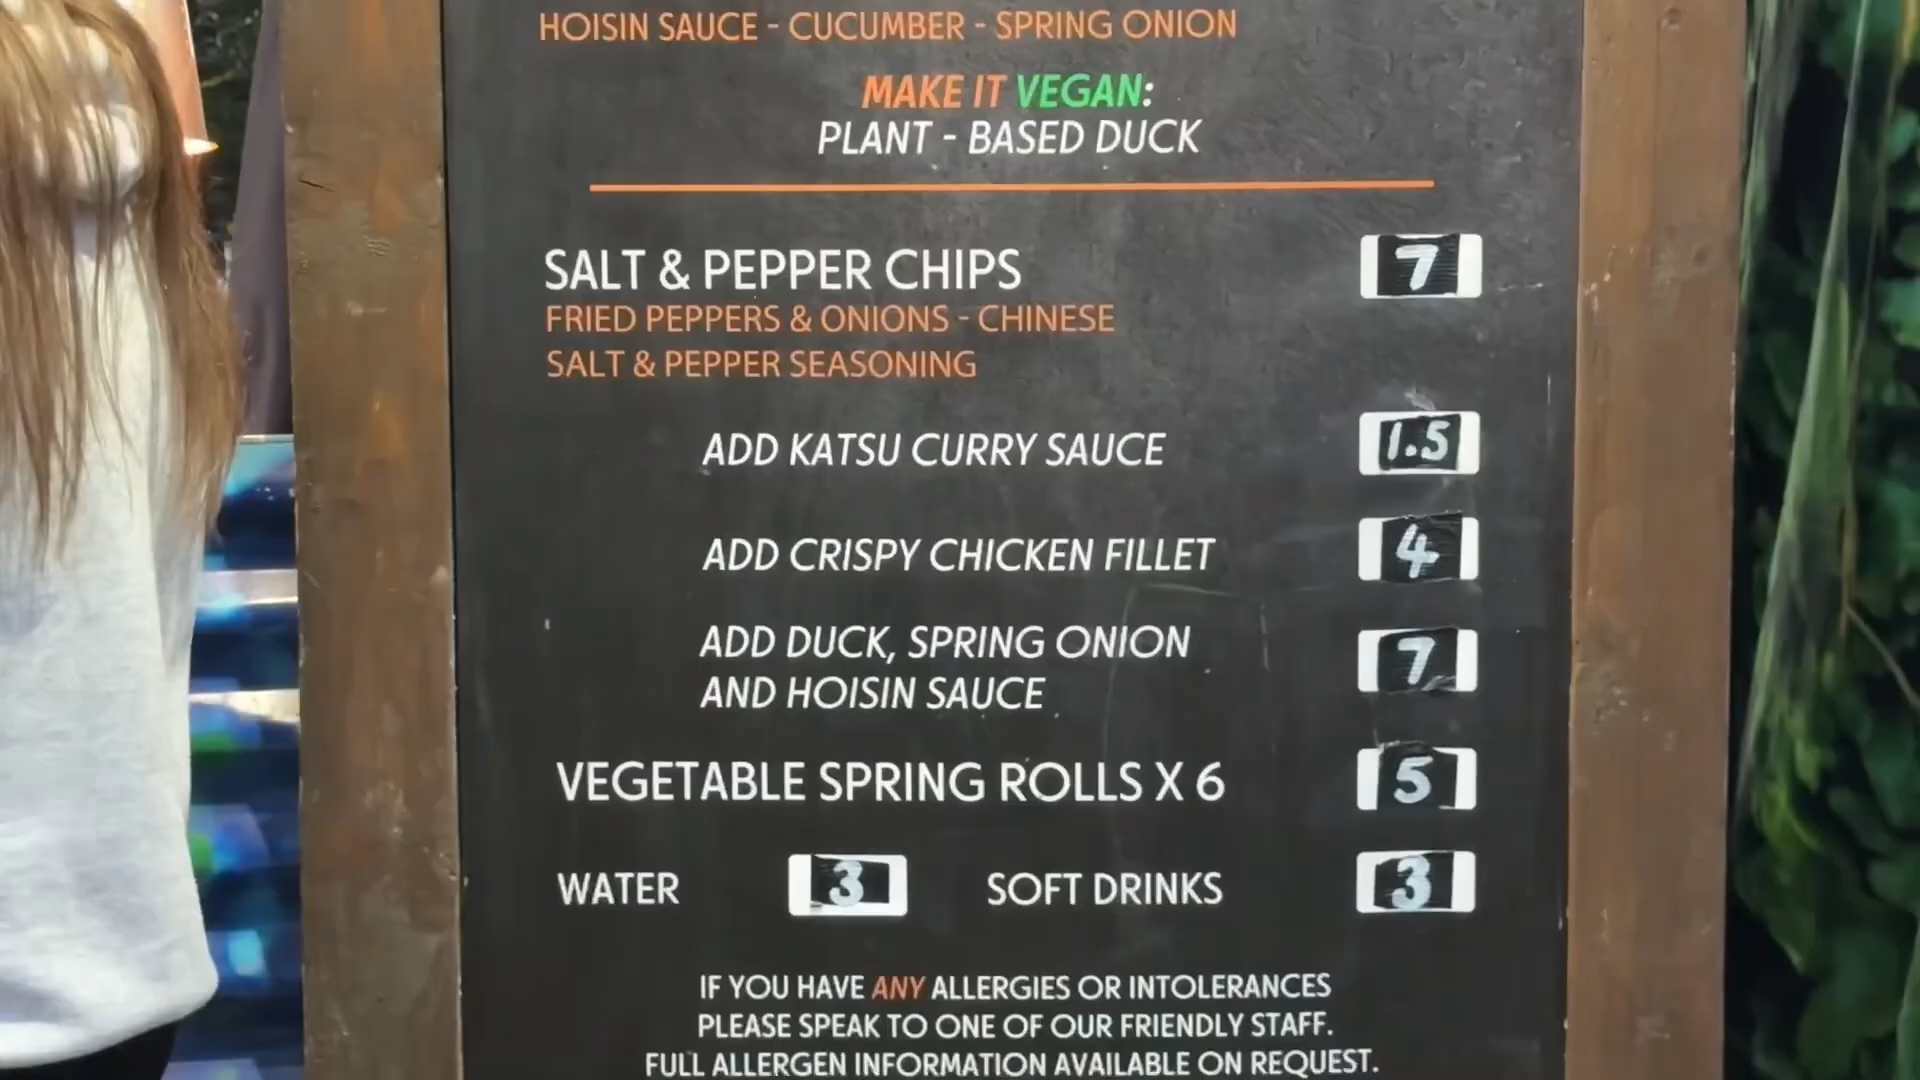 HOISIN SAUCE - CUCUMBER - SPRING ONION
MAKE IT VEGAN:
PLANT - BASED DUCK
SALT & PEPPER CHIPS 7
FRIED PEPPERS & ONIONS - CHINESE
SALT & PEPPER SEASONING
ADD KATSU CURRY SAUCE 1.5
ADD CRISPY CHICKEN FILLET 4
ADD DUCK, SPRING ONION
AND HOISIN SAUCE 7
VEGETABLE SPRING ROLLS X 6 5
WATER 3 SOFT DRINKS 3
IF YOU HAVE ANY ALLERGIES OR INTOLERANCES
PLEASE SPEAK TO ONE OF OUR FRIENDLY STAFF.
FULL ALLERGEN INFORMATION AVAILABLE ON REQUEST.